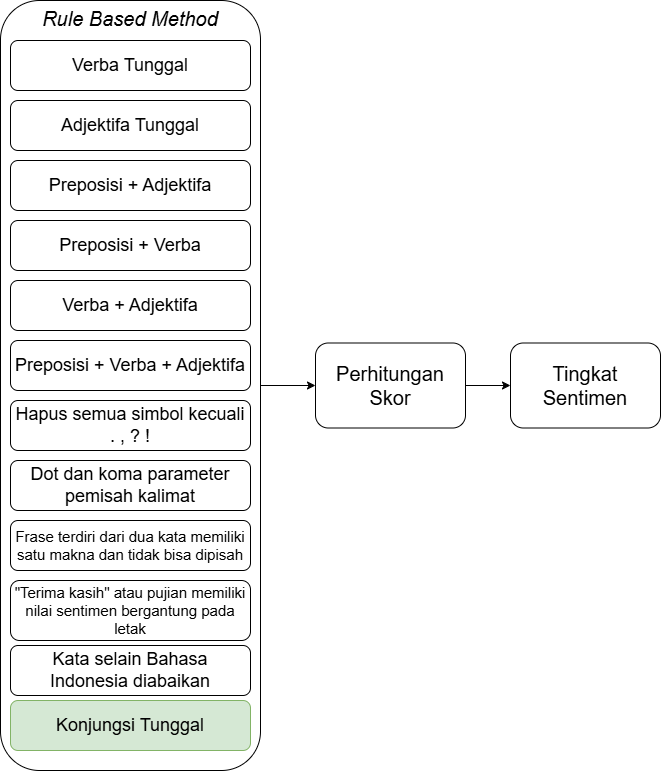 Rule Based Method
Verba Tunggal
Adjektifa Tunggal
Preposisi + Adjektifa
Preposisi + Verba
Verba + Adjektifa
Preposisi + Verba + Adjektifa
Hapus semua simbol kecuali
. , ? !
Dot dan koma parameter
pemisah kalimat
Frase terdiri dari dua kata memiliki
satu makna dan tidak bisa dipisah
"Terima kasih" atau pujian memiliki
nilai sentimen bergantung pada
letak
Kata selain Bahasa
Indonesia diabaikan
Konjungsi Tunggal
Perhitungan
Skor
Tingkat
Sentimen